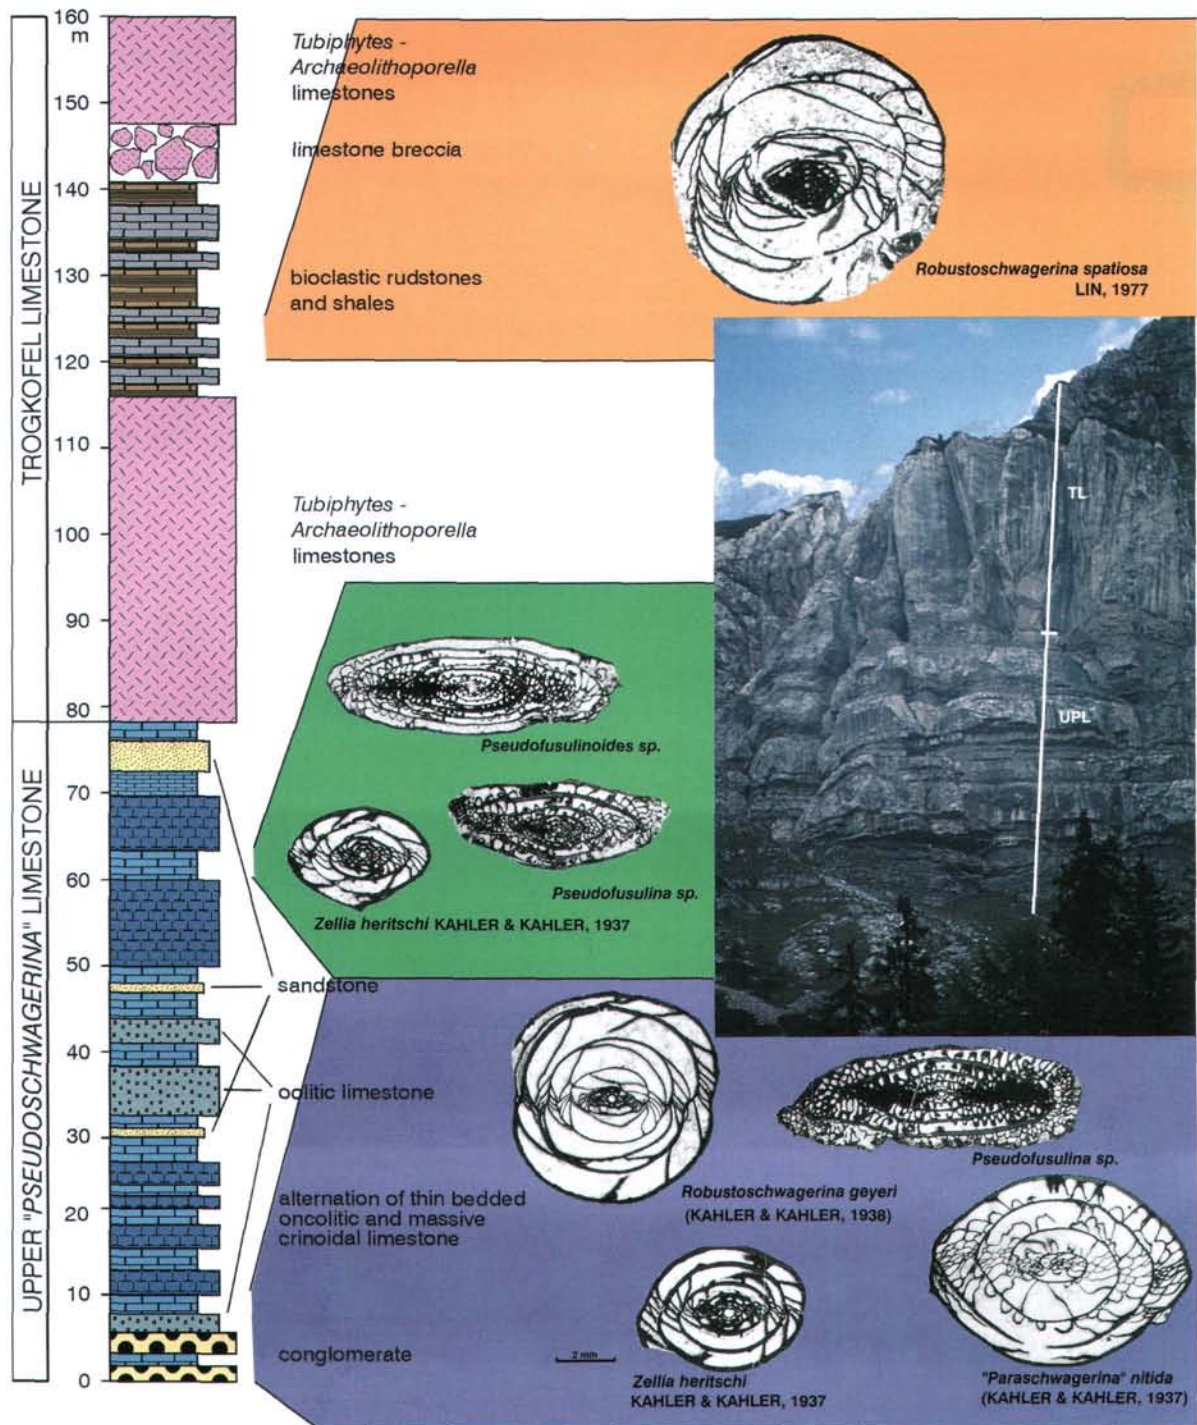 160
m
150
140
130
120
110
100
90
80
70
60
50
40
30
20
10
0
TROGKOFEL LIMESTONE
UPPER "PSEUDOSCHWAGERINA" LIMESTONE
Tubiphytes -
Archaeolithoporella
limestones
limestone breccia
bioclastic rudstones
and shales
Robustoschwagerina spatiosa
LIN, 1977
Tubiphytes -
Archaeolithoporella
limestones
TL
UPL
Pseudofusulinoides sp.
Pseudofusulina sp.
Zellia heritschi KAHLER & KAHLER, 1937
sandstone
oolitic limestone
Pseudofusulina sp.
Robustoschwagerina geyeri
(KAHLER & KAHLER, 1938)
alternation of thin bedded
oncolitic and massive
crinoidal limestone
conglomerate
2 mm
Zellia heritschi
KAHLER & KAHLER, 1937
"Paraschwagerina" nitida
(KAHLER & KAHLER, 1937)